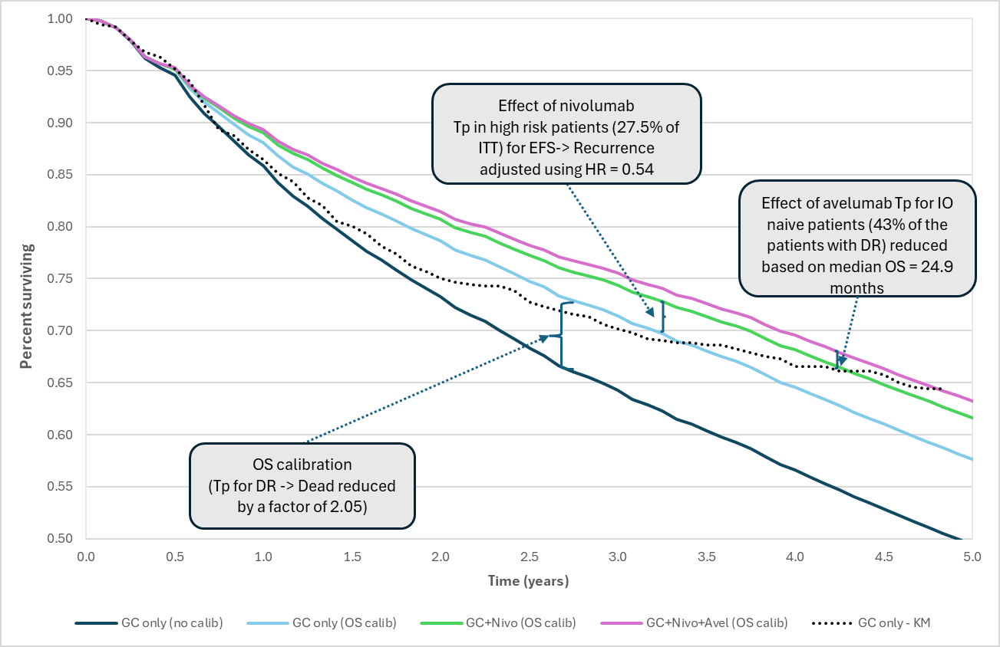 1.00
0.95
0.90
0.85
0.80
0.75
0.70
0.65
0.60
0.55
0.50
Percent surviving
Effect of nivolumab
Tp in high risk patients (27.5% of
ITT) for EFS-> Recurrence
adjusted using HR = 0.54
Effect of avelumab Tp for IO
naive patients (43% of the
patients with DR) reduced
based on median OS = 24.9
months
OS calibration
(Tp for DR -> Dead reduced
by a factor of 2.05)
0.0 0.5 1.0 1.5 2.0 2.5 3.0 3.5 4.0 4.5 5.0
Time (years)
GC only (no calib) GC only (OS calib) GC+Nivo (OS calib) GC+Nivo+Avel (OS calib) GC only - KM